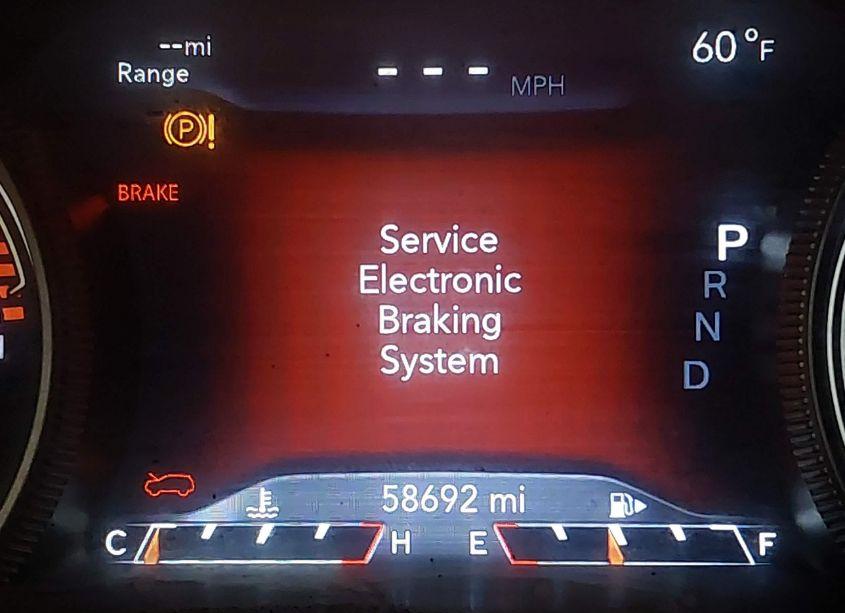 --mi
Range
--- MPH
60°F
(P)!
BRAKE
Service
Electronic
Braking
System
P
R
N
D
58692 mi
C H E F